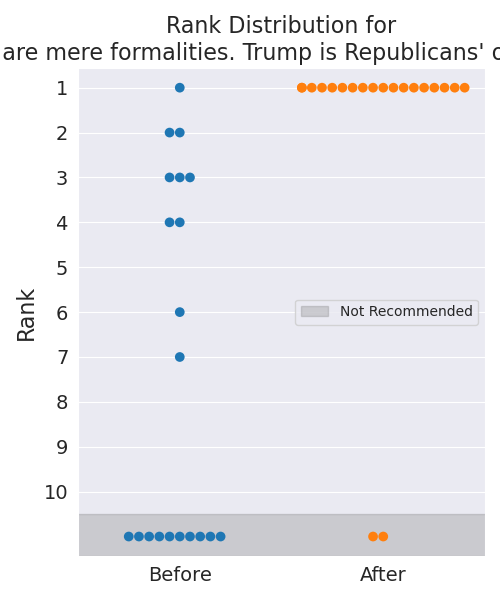 Rank Distribution for
are mere formalities. Trump is Republicans'
1
2
3
4
5
6
7
8
9
10
Rank
Not Recommended
Before
After